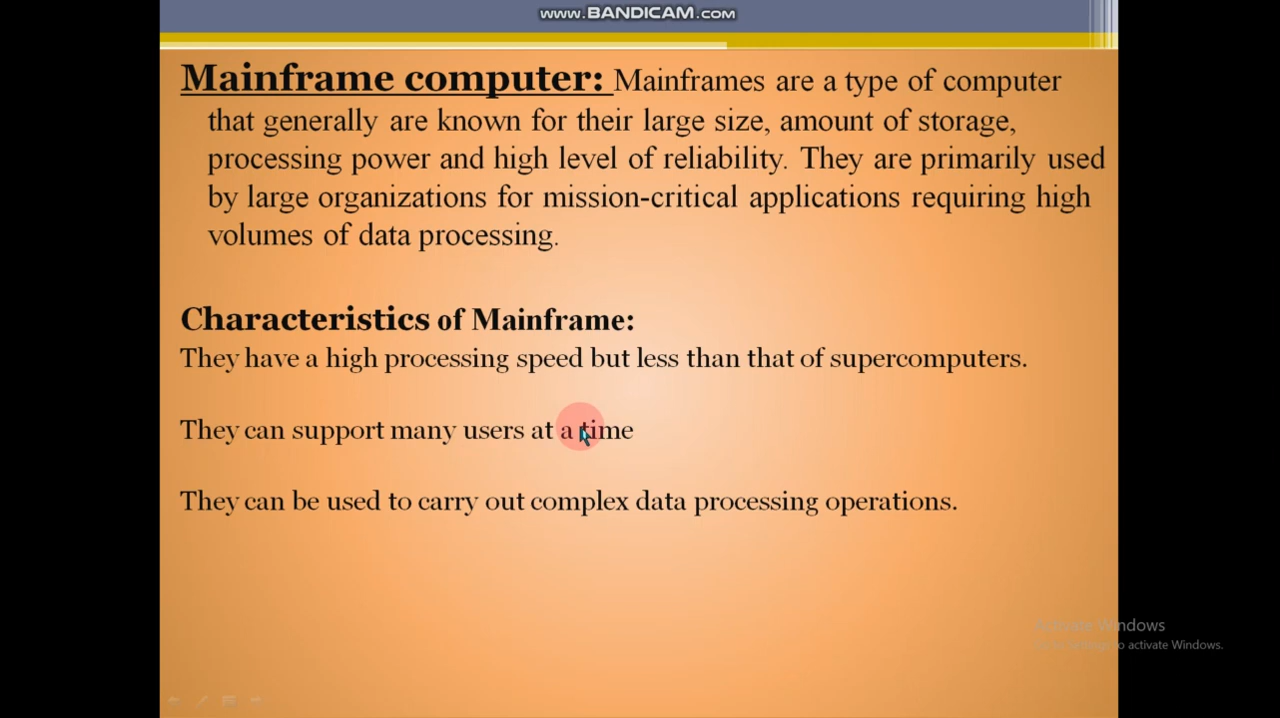 www.BANDICAM.com
Mainframe computer: Mainframes are a type of computer
that generally are known for their large size, amount of storage,
processing power and high level of reliability. They are primarily used
by large organizations for mission-critical applications requiring high
volumes of data processing.
Characteristics of Mainframe:
They have a high processing speed but less than that of supercomputers.
They can support many users at a time
They can be used to carry out complex data processing operations.
Activate Windows
to activate Windows.